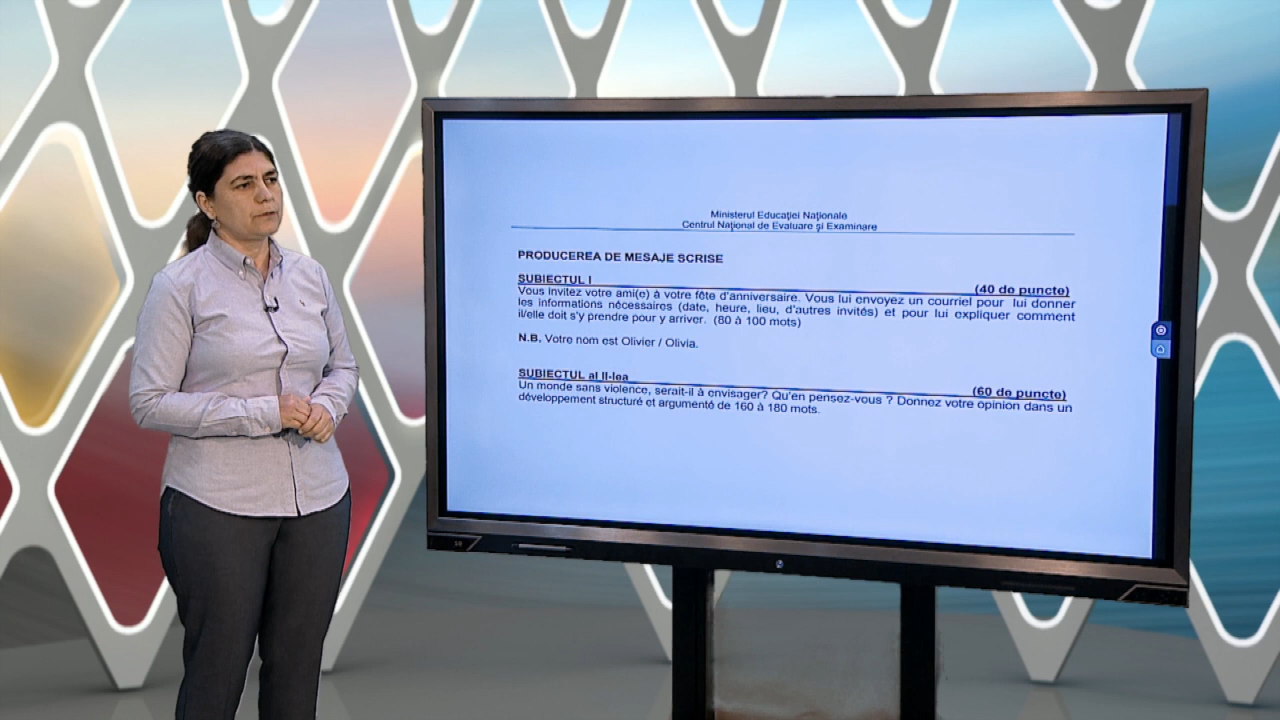 Ministerul Educaţiei Naţionale
Centrul Naţional de Evaluare şi Examinare
PRODUCEREA DE MESAJE SCRISE
SUBIECTUL I (40 de puncte)
Vous invitez votre ami(e) à votre fête d'anniversaire. Vous lui envoyez un courriel pour lui donner
les informations nécessaires (date, heure, lieu, d'autres invités) et pour lui expliquer comment
il/elle doit s'y prendre pour y arriver. (80 à 100 mots)
N.B. Votre nom est Olivier / Olivia.
SUBIECTUL al II-lea (60 de puncte)
Un monde sans violence, serait-il à envisager? Qu'en pensez-vous ? Donnez votre opinion dans un
développement structuré et argumenté de 160 à 180 mots.